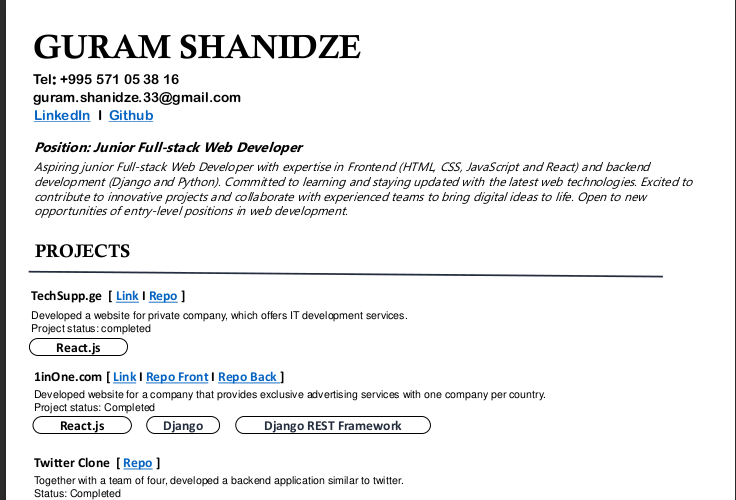 GURAM SHANIDZE
Tel: +995 571 05 38 16
guram.shanidze.33@gmail.com
LinkedIn I Github
Position: Junior Full-stack Web Developer
Aspiring junior Full-stack Web Developer with expertise in Frontend (HTML, CSS, JavaScript and React) and backend
development (Django and Python). Committed to learning and staying updated with the latest web technologies. Excited to
contribute to innovative projects and collaborate with experienced teams to bring digital ideas to life. Open to new
opportunities of entry-level positions in web development.
PROJECTS
TechSupp.ge [ Link I Repo ]
Developed a website for private company, which offers IT development services.
Project status: completed
React.js
1inOne.com [ Link I Repo Front I Repo Back ]
Developed website for a company that provides exclusive advertising services with one company per country.
Project status: Completed
React.js Django Django REST Framework
Twitter Clone [ Repo ]
Together with a team of four, developed a backend application similar to twitter.
Status: Completed